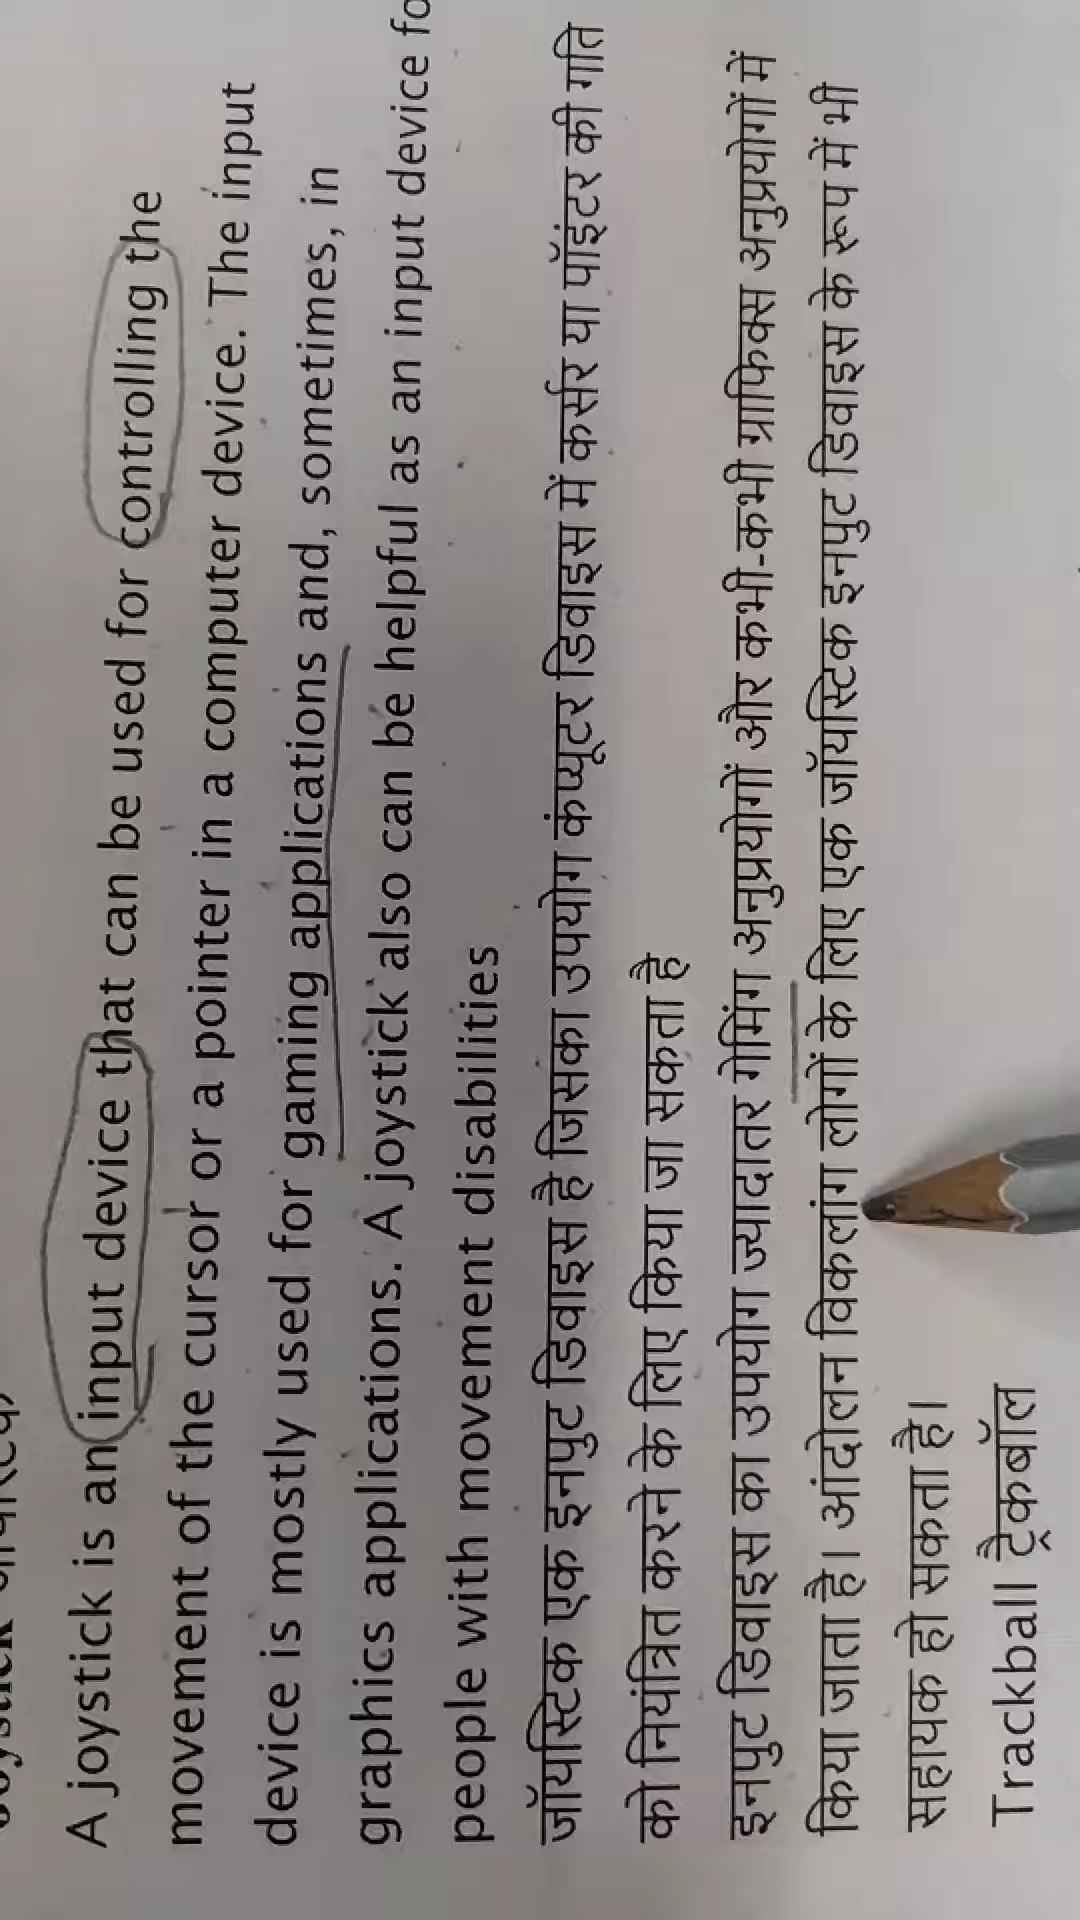 A joystick is an input device that can be used for controlling the
movement of the cursor or a pointer in a computer device. The input
device is mostly used for gaming applications and, sometimes, in
graphics applications. A joystick also can be helpful as an input device
people with movement disabilities
जॉयस्टिक एक इनपुट डिवाइस है जिसका उपयोग कंप्यूटर डिवाइस में कर्सर या पॉइंटर की गति
को नियंत्रित करने के लिए किया जा सकता है
इनपुट डिवाइस का उपयोग ज्यादातर गेमिंग अनुप्रयोगों और कभी-कभी ग्राफिक्स अनुप्रयोगों में
किया जाता है। आंदोलन विकलांग लोगों के लिए एक जॉयस्टिक इनपुट डिवाइस के रूप में भी
सहायक हो सकता है।
Trackball ट्रैकबॉल